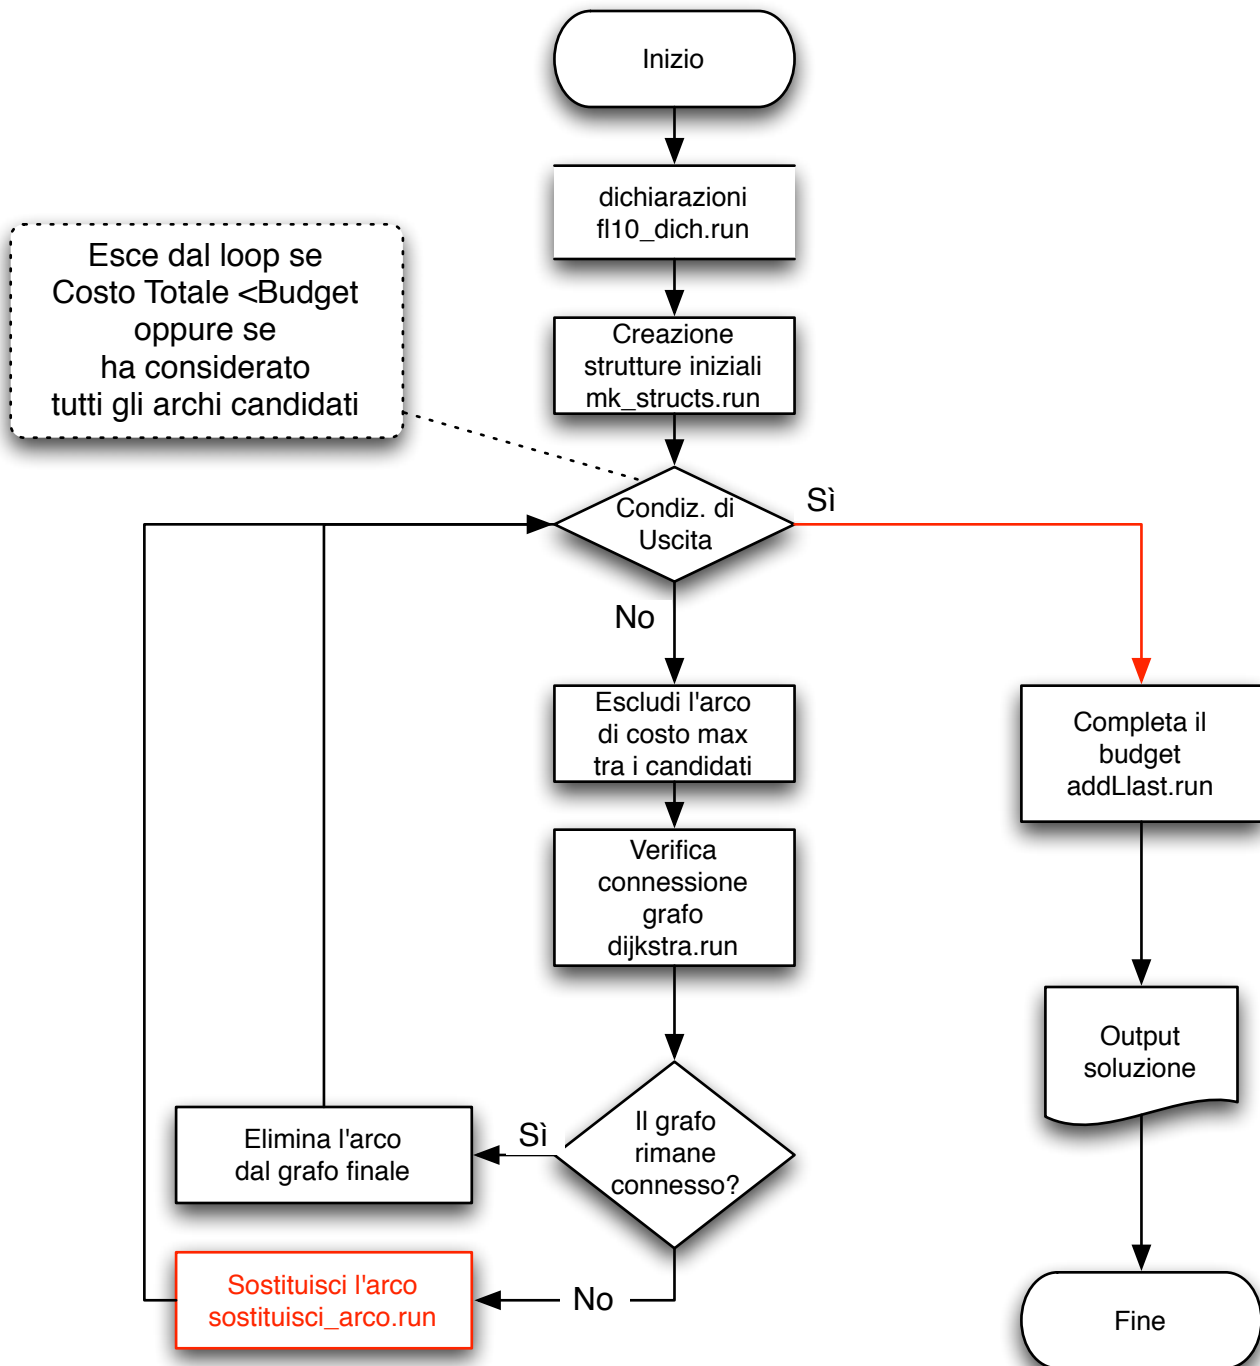 Inizio
dichiarazioni
fl10_dich.run
Esce dal loop se
Costo Totale <Budget
oppure se
ha considerato
tutti gli archi candidati
Creazione
strutture iniziali
mk_structs.run
Condiz. di
Uscita
Sì
No
Escludi l'arco
di costo max
tra i candidati
Completa il
budget
addLlast.run
Verifica
connessione
grafo
dijkstra.run
Output
soluzione
Il grafo
rimane
connesso?
Sì
Elimina l'arco
dal grafo finale
No
Sostituisci l'arco
sostituisci_arco.run
Fine